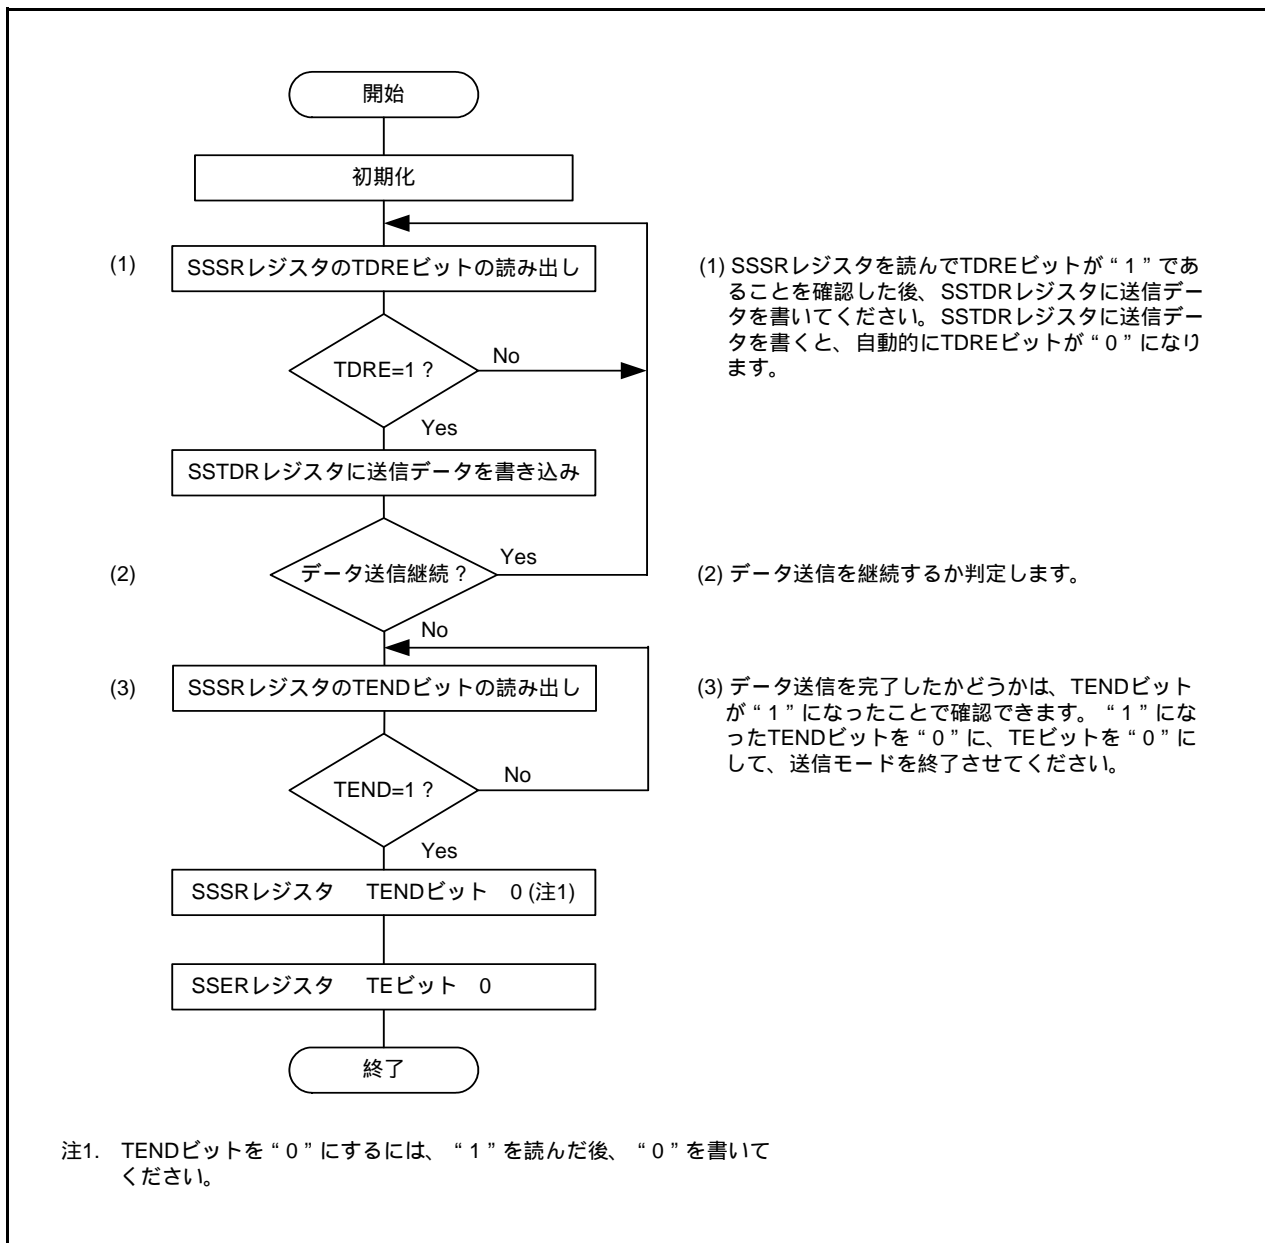 開始
初期化
(1)
SSSRレジスタのTDREビットの読み出し
(1) SSSRレジスタを読んでTDREビットが“1”であ
ることを確認した後、SSTDRレジスタに送信デー
タを書いてください。SSTDRレジスタに送信デー
タを書くと、自動的にTDREビットが“0”になり
ます。
TDRE=1?
No
Yes
SSTDRレジスタに送信データを書き込み
(2)
データ送信継続?
Yes
(2) データ送信を継続するか判定します。
No
(3)
SSSRレジスタのTENDビットの読み出し
(3) データ送信を完了したかどうかは、TENDビット
が“1”になったことで確認できます。“1”にな
ったTENDビットを“0”に、TEビットを“0”に
して、送信モードを終了させてください。
TEND=1?
No
Yes
SSSRレジスタ TENDビット 0 (注1)
SSERレジスタ TEビット 0
終了
注1. TENDビットを“0”にするには、“1”を読んだ後、“0”を書いて
ください。